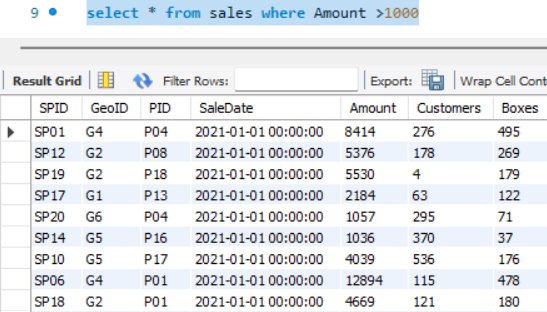 9 select * from sales where Amount >1000
Result Grid Filter Rows: Export: Wrap Cell Cont
SPID GeoID PID SaleDate Amount Customers Boxes
SP01 G4 P04 2021-01-01 00:00:00 8414 276 495
SP12 G2 P08 2021-01-01 00:00:00 5376 178 269
SP19 G2 P18 2021-01-01 00:00:00 5530 4 179
SP17 G1 P13 2021-01-01 00:00:00 2184 63 122
SP20 G6 P04 2021-01-01 00:00:00 1057 295 71
SP14 G5 P16 2021-01-01 00:00:00 1036 370 37
SP10 G5 P17 2021-01-01 00:00:00 4039 536 176
SP06 G4 P01 2021-01-01 00:00:00 12894 115 478
SP18 G2 P01 2021-01-01 00:00:00 4669 121 180